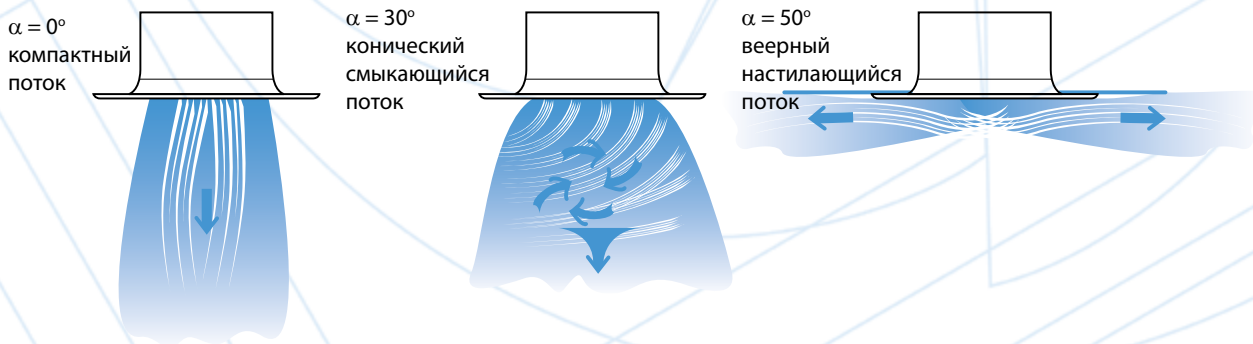 α = 0°
компактный
поток
α = 30°
конический
смыкающийся
поток
α = 50°
веерный
настилающийся
поток